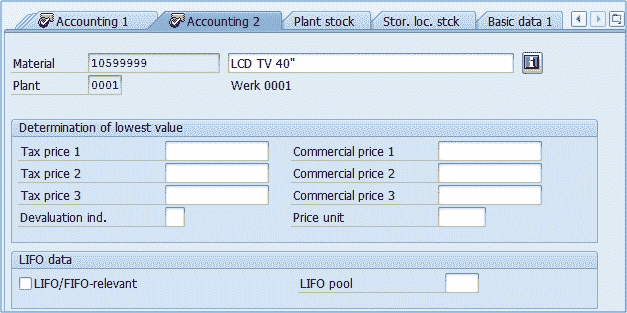 Accounting 1 Accounting 2 Plant stock Stor. loc. stck Basic data 1
Material 10599999 LCD TV 40"
Plant 0001 Werk 0001
Determination of lowest value
Tax price 1 Commercial price 1
Tax price 2 Commercial price 2
Tax price 3 Commercial price 3
Devaluation ind. Price unit
LIFO data
LIFO/FIFO-relevant LIFO pool